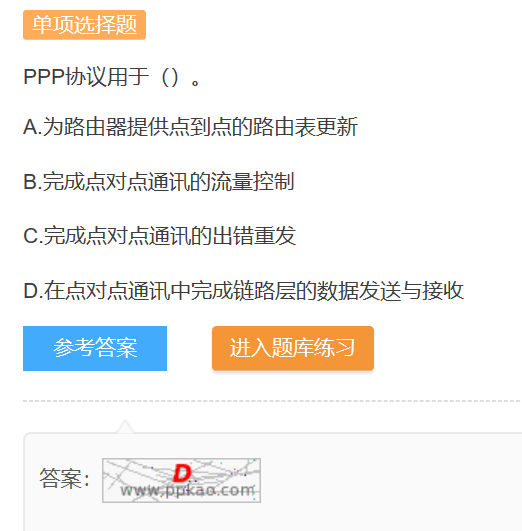 单项选择题
PPP协议用于（）。
A.为路由器提供点到点的路由表更新
B.完成点对点通讯的流量控制
C.完成点对点通讯的出错重发
D.在点对点通讯中完成链路层的数据发送与接收
参考答案 进入题库练习
答案： D
www.ppkao.com